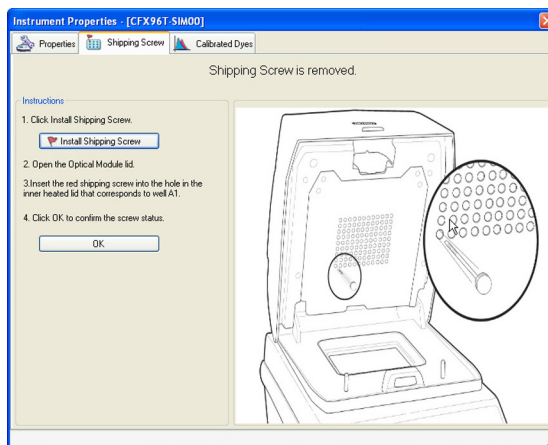 Instrument Properties - [CFX96T-SIM00]
Properties
Shipping Screw
Calibrated Dyes
Shipping Screw is removed.
Instructions
1. Click Install Shipping Screw.
Install Shipping Screw
2. Open the Optical Module lid.
3.Insert the red shipping screw into the hole in the
inner heated lid that corresponds to well A1.
4. Click OK to confirm the screw status.
OK